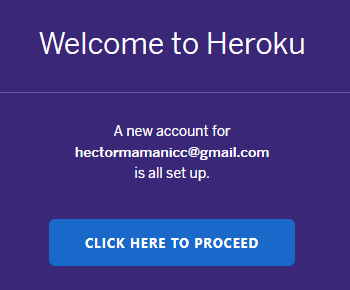 Welcome to Heroku
A new account for
hectormamanicc@gmail.com
is all set up.
CLICK HERE TO PROCEED